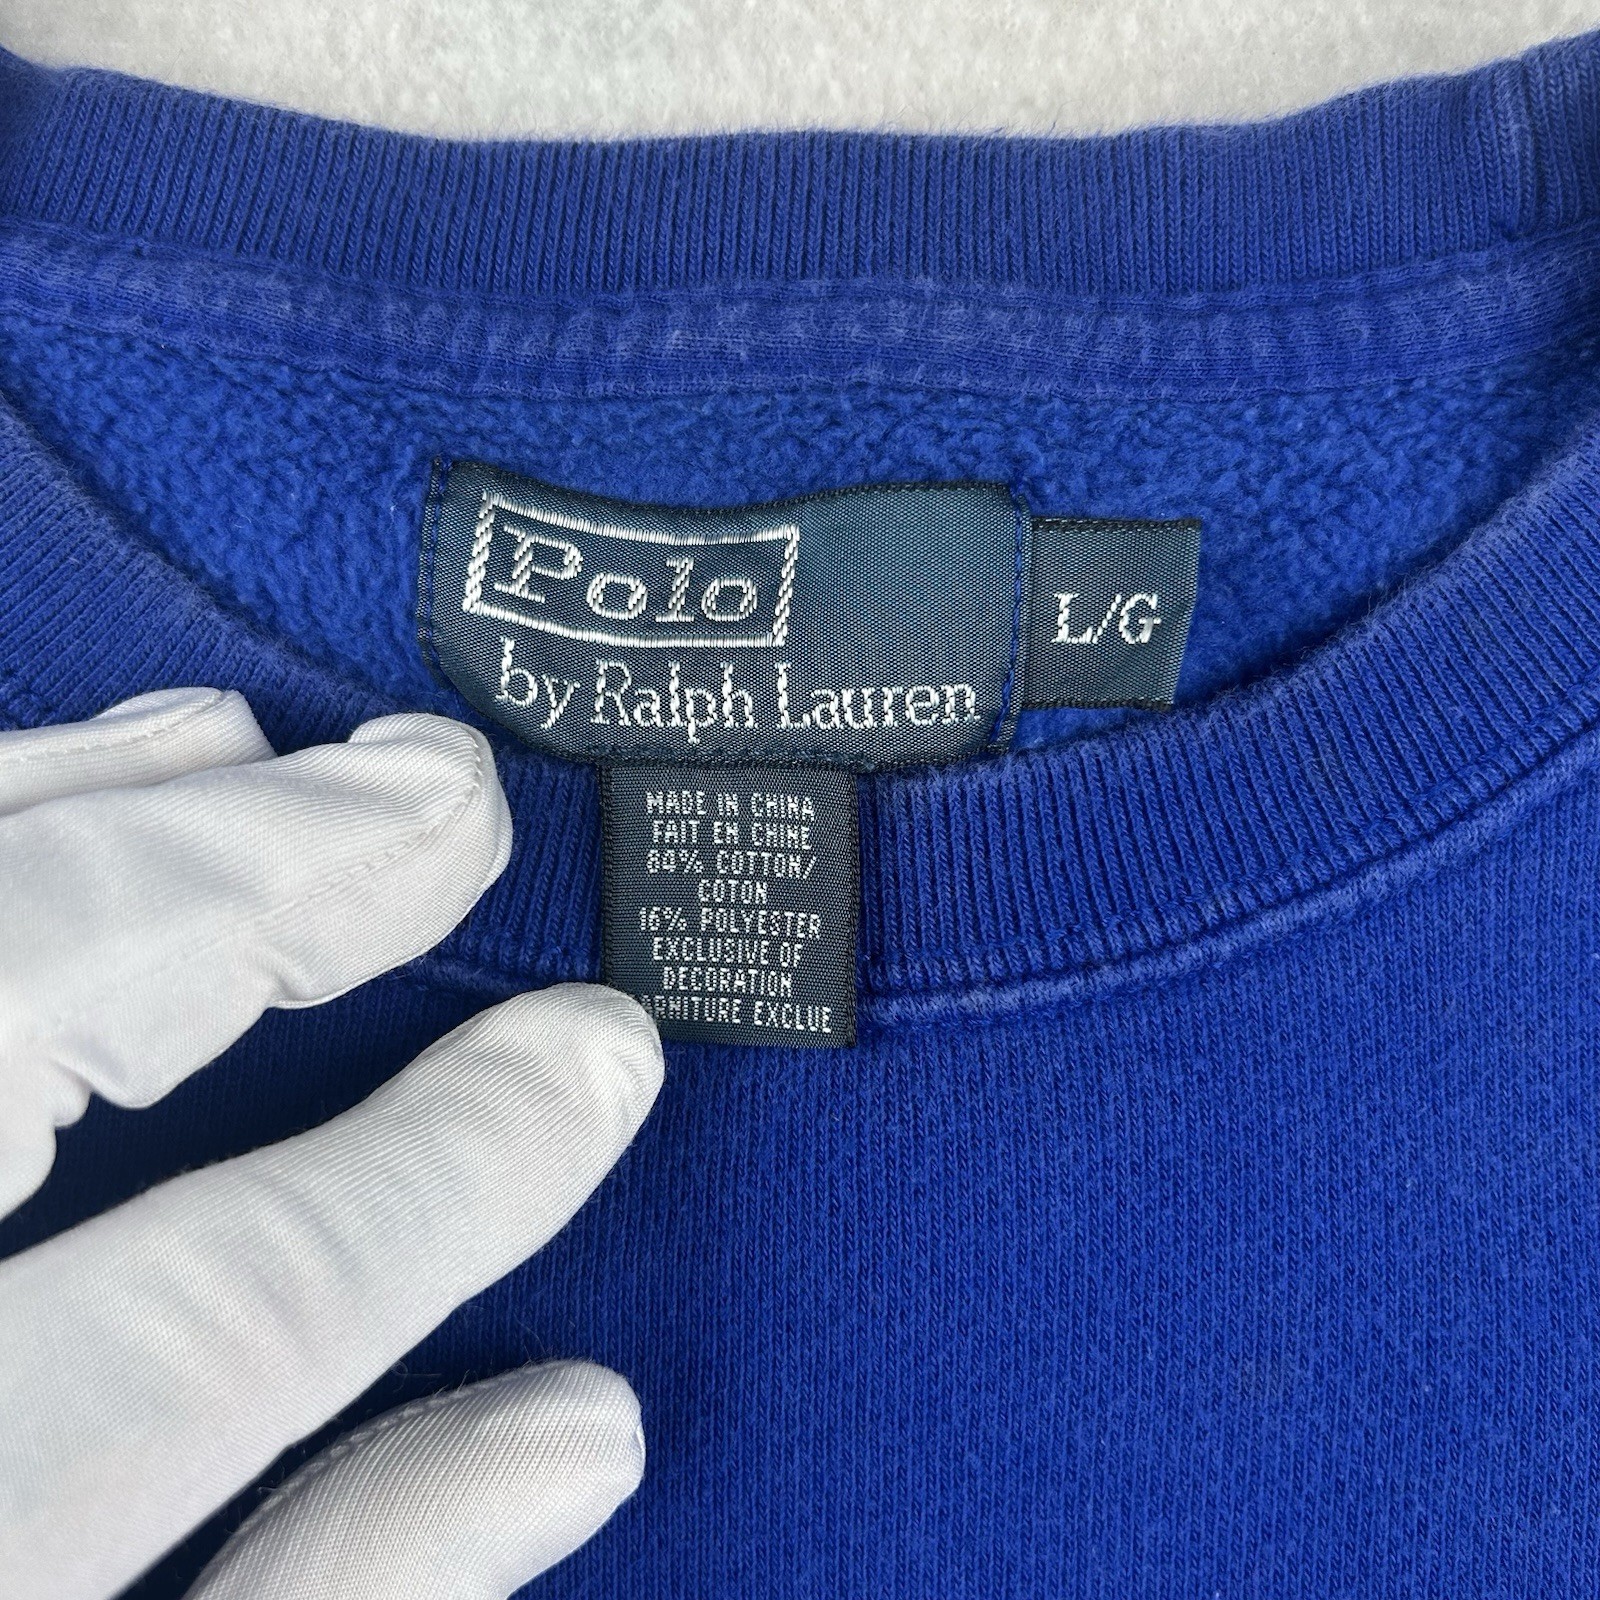 Polo
by Ralph Lauren
L/G
MADE IN CHINA
FAIT EN CHINE
84% COTTON/
COTON
16% POLYESTER
EXCLUSIVE OF
DECORATION
EXCLUE